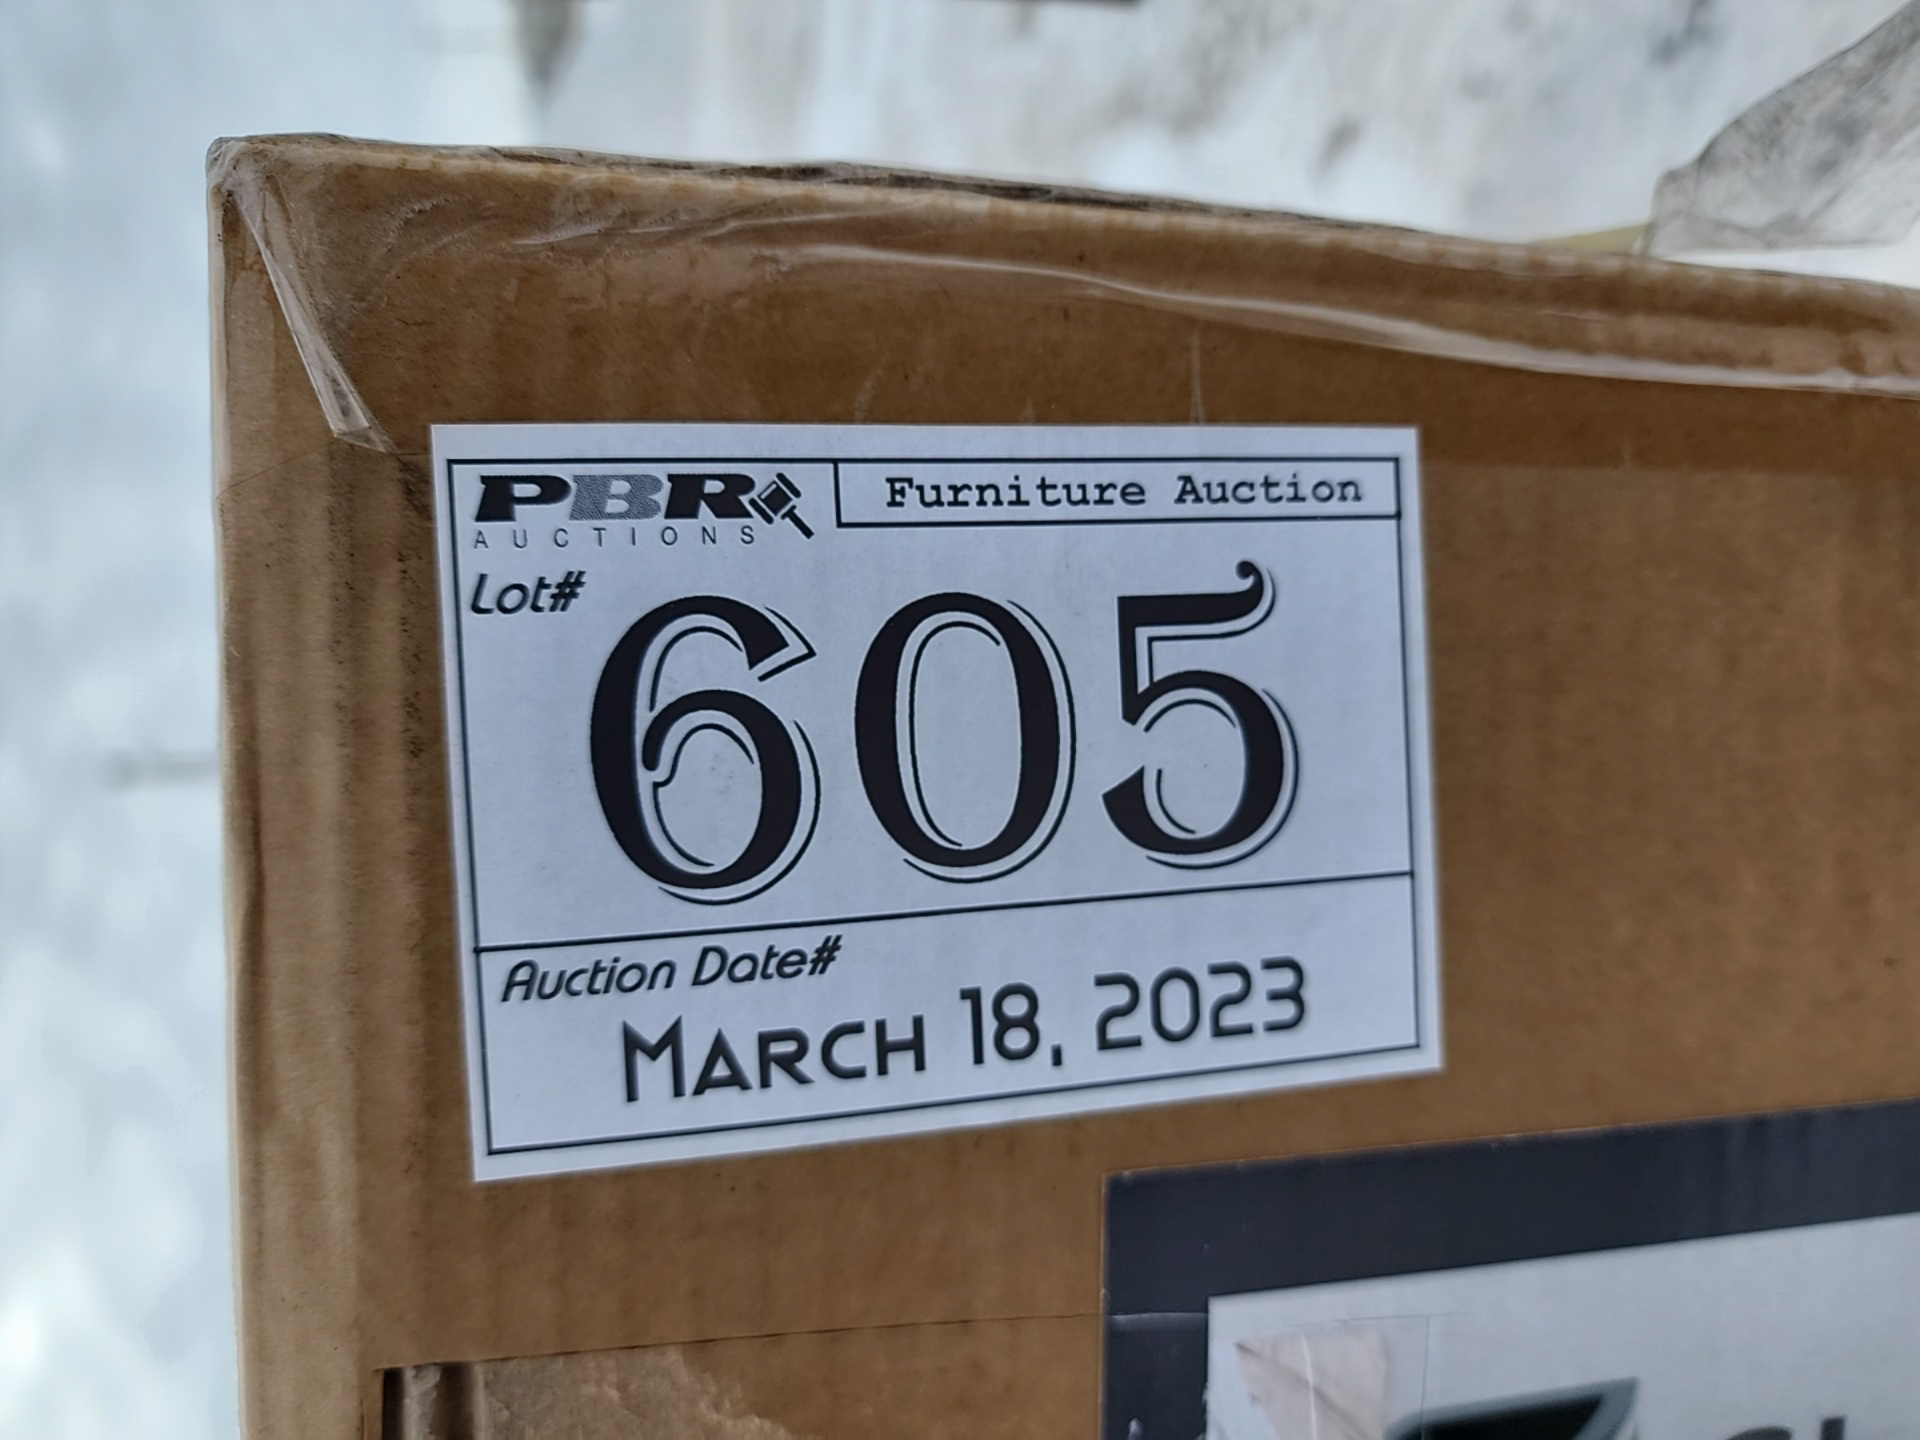 PBR
AUCTIONS
Furniture Auction
Lot#
605
Auction Date#
MARCH 18, 2023